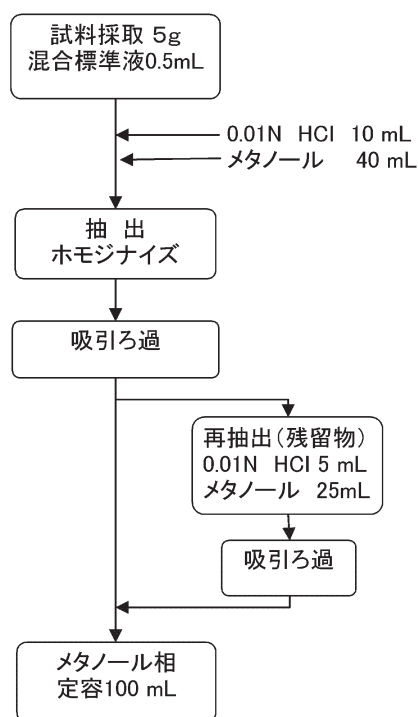 試料採取 5g
混合標準液0.5mL
0.01N HCl 10 mL
メタノール 40 mL
抽 出
ホモジナイズ
吸引ろ過
再抽出(残留物)
0.01N HCl 5 mL
メタノール 25mL
吸引ろ過
メタノール相
定容100 mL